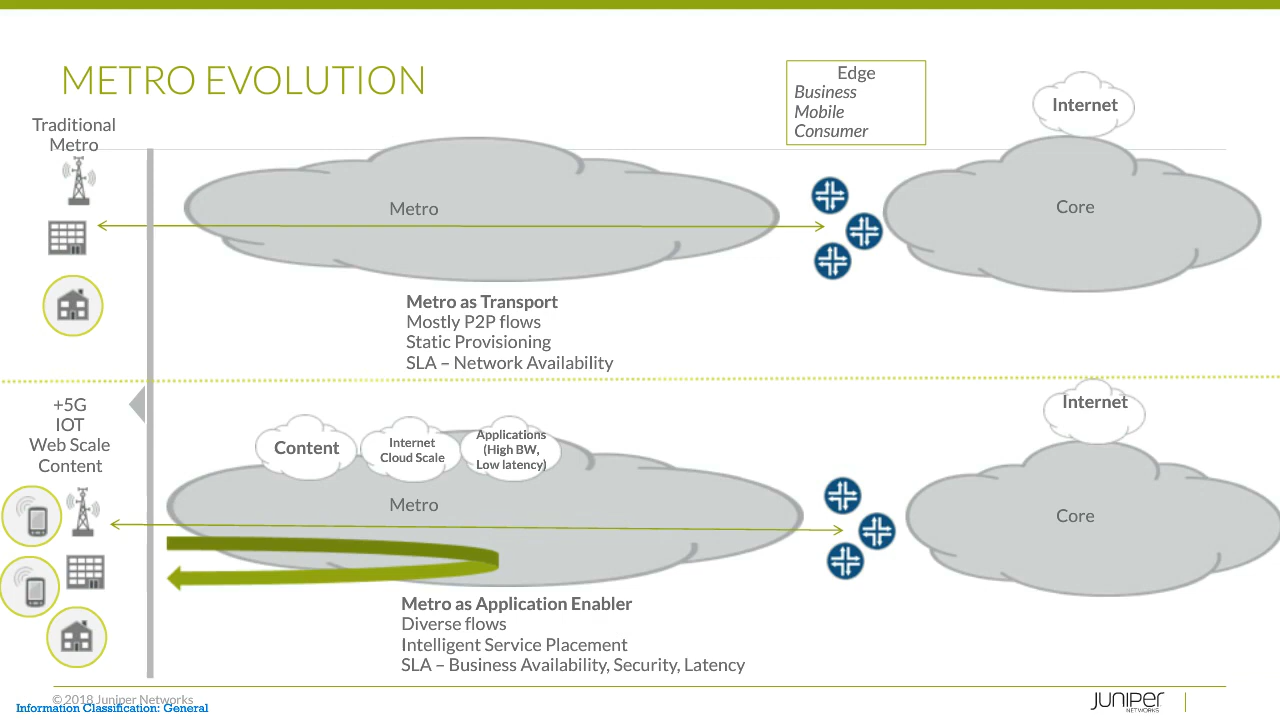 METRO EVOLUTION
Edge
Business
Mobile
Consumer
Internet
Traditional
Metro
Metro
Core
Metro as Transport
Mostly P2P flows
Static Provisioning
SLA – Network Availability
+5G
IOT
Web Scale
Content
Content
Internet
Cloud Scale
Applications
(High BW,
Low latency)
Internet
Metro
Core
Metro as Application Enabler
Diverse flows
Intelligent Service Placement
SLA – Business Availability, Security, Latency
© 2018 Juniper Networks
Information Classification: General
JUNIPER
NETWORKS